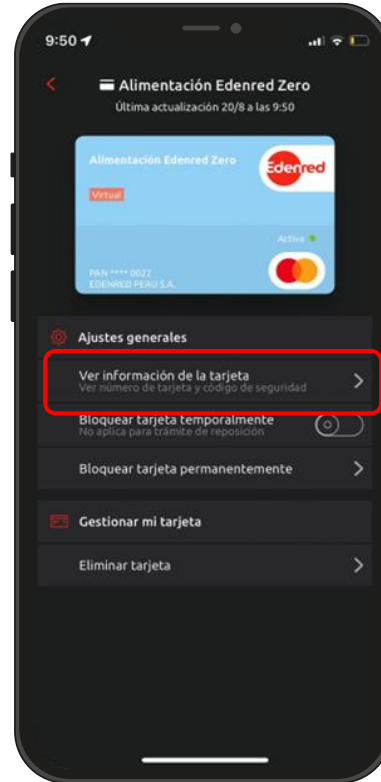 9:50
Alimentación Edenred Zero
Última actualización 20/8 a las 9:50
Alimentación Edenred Zero
Edenred
Virtual
Activa
PAN **** 0022
EDENRED PERU S.A.
Ajustes generales
Ver información de la tarjeta
Ver número de tarjeta y código de seguridad
Bloquear tarjeta temporalmente
No aplica para trámite de reposición
Bloquear tarjeta permanentemente
Gestionar mi tarjeta
Eliminar tarjeta